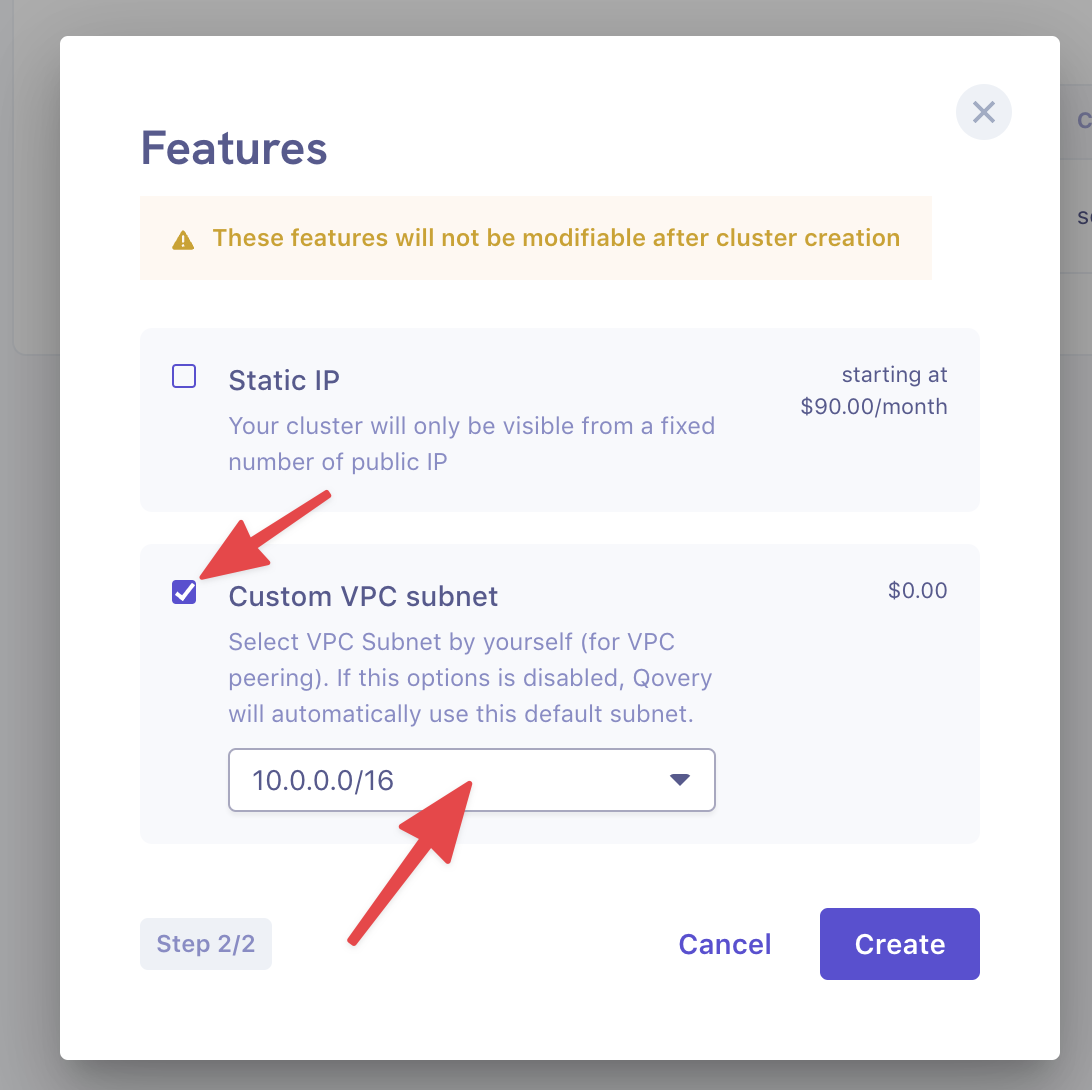 Features
These features will not be modifiable after cluster creation
Static IP
starting at
$90.00/month
Your cluster will only be visible from a fixed
number of public IP
Custom VPC subnet
$0.00
Select VPC Subnet by yourself (for VPC
peering). If this options is disabled, Qovery
will automatically use this default subnet.
10.0.0.0/16
Step 2/2
Cancel
Create